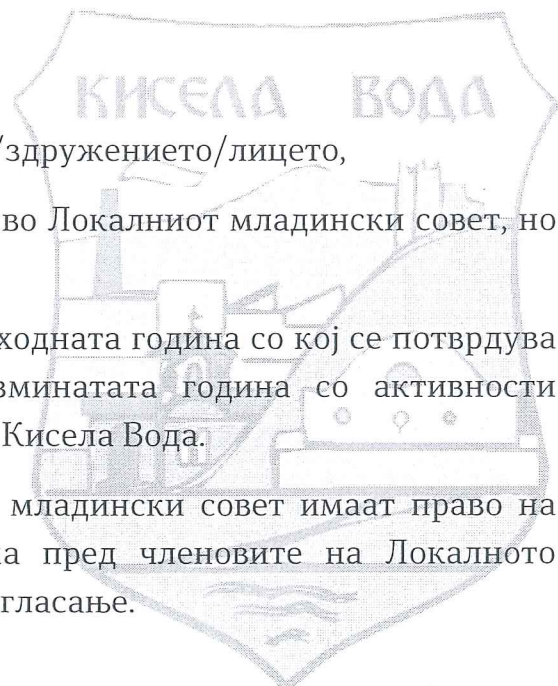 КИСЕЛА ВОДА
/здружението/лицето,
во Локалниот младински совет, но
ходната година со кој се потврдува
зминатата година со активности
Кисела Вода.
младински совет имаат право на
а пред членовите на Локалното
гласање.